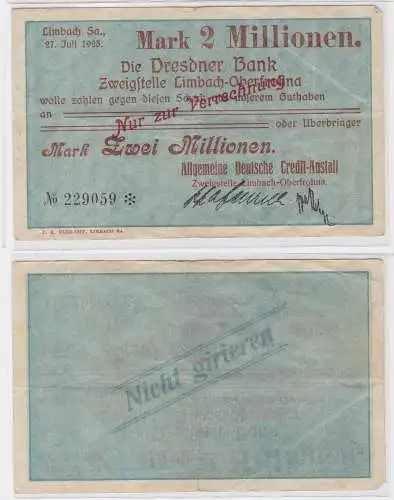 Limbach Sa.,
27. Juli 1923.
Mark 2 Millionen.
Die Dresdner Bank
Zweigstelle Limbach-Oberfrohna
wolle zahlen gegen diesen Scheck aus unserem Guthaben
Nur zur Verrechnung
an
oder Überbringer
Mark Zwei Millionen.
Allgemeine Deutsche Credit-Anstalt
Zweigstelle Limbach-Oberfrohna.
№ 229059
LIMBACH SA.
Nicht girieren